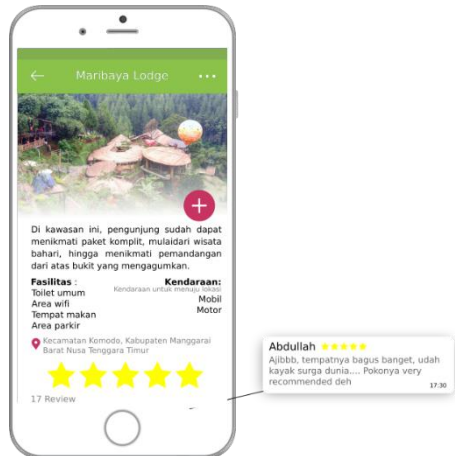 Maribaya Lodge
Di kawasan ini, pengunjung sudah dapat
menikmati paket komplit, mulaidari wisata
bahari, hingga menikmati pemandangan
dari atas bukit yang mengagumkan.
Fasilitas :
Toilet umum
Area wifi
Tempat makan
Area parkir
Kendaraan:
Kendaraan untuk menuju lokasi
Mobil
Motor
Kecamatan Komodo, Kabupaten Manggarai
Barat Nusa Tenggara Timur
17 Review
Abdullah
Ajibbb, tempatnya bagus banget, udah
kayak surga dunia.... Pokonya very
recommended deh
17:30